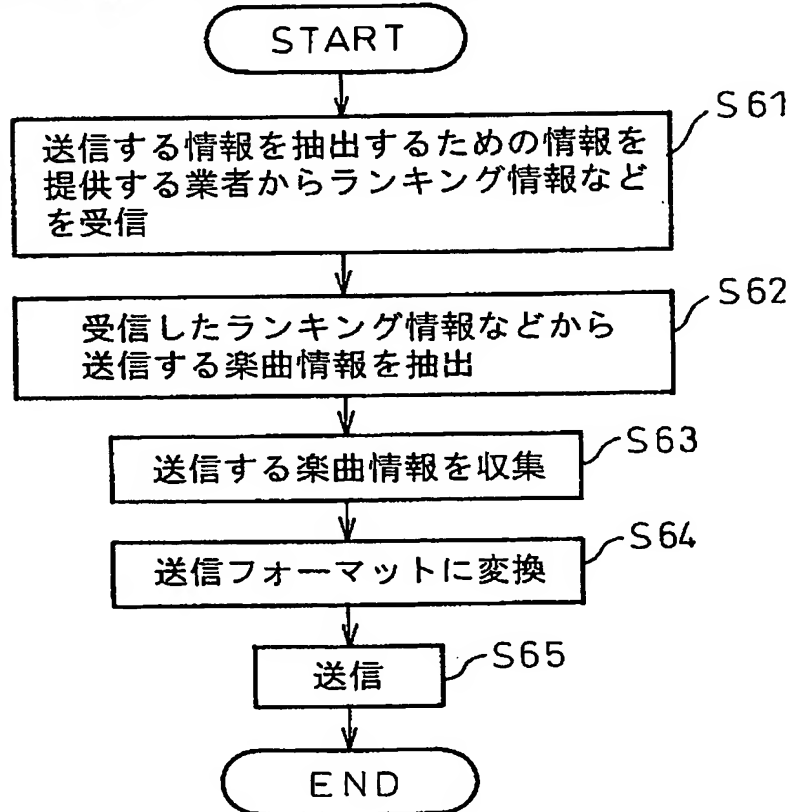 START
S61
送信する情報を抽出するための情報を
提供する業者からランキング情報など
を受信
S62
受信したランキング情報などから
送信する楽曲情報を抽出
S63
送信する楽曲情報を収集
S64
送信フォーマットに変換
S65
送信
END